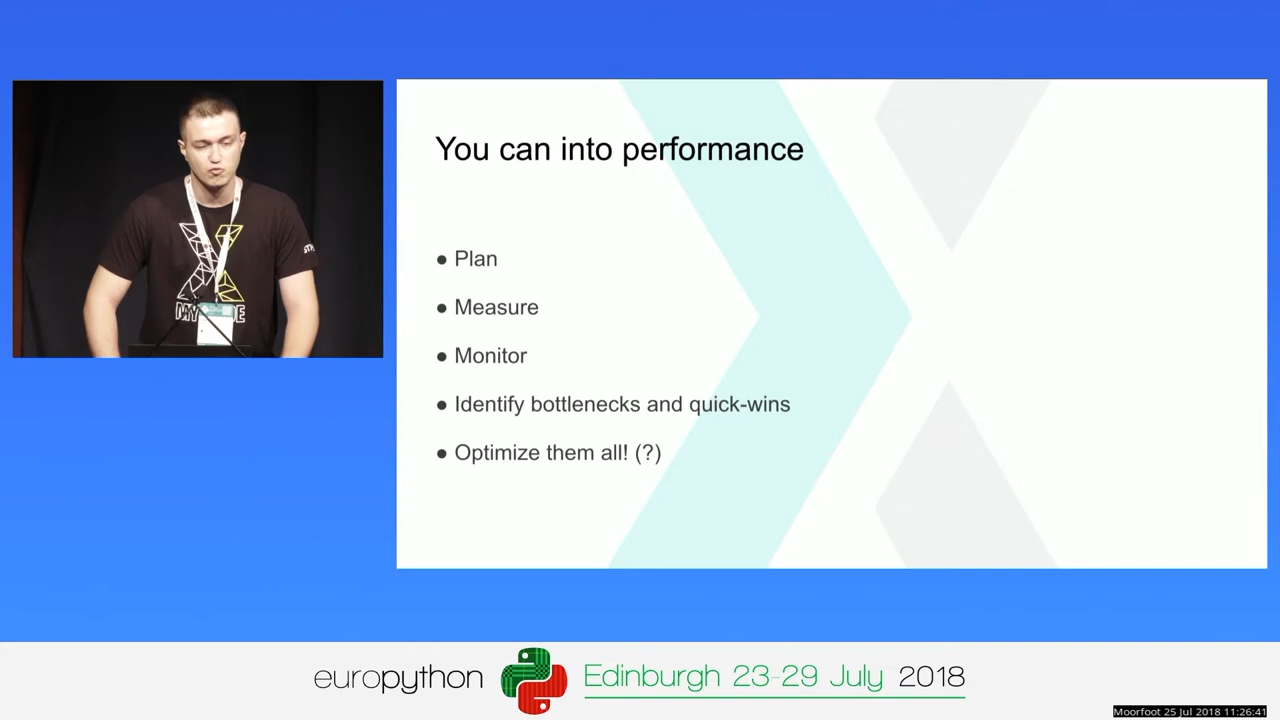 You can into performance
● Plan
● Measure
● Monitor
● Identify bottlenecks and quick-wins
● Optimize them all! (?)
europython
Edinburgh 23-29 July 2018
Moorfoot 25 Jul 2018 11:26:41